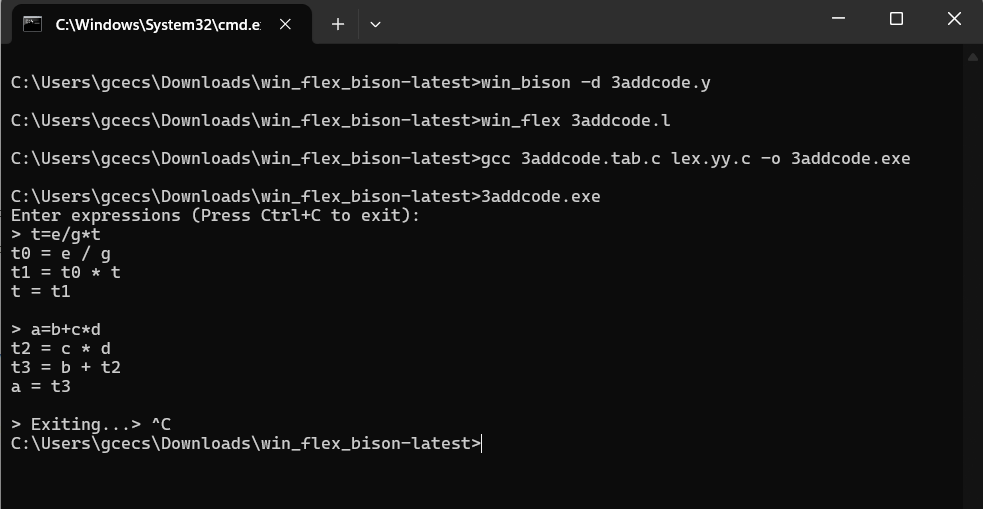 C:\Windows\System32\cmd.e
C:\Users\gcecs\Downloads\win_flex_bison-latest>win_bison -d 3addcode.y
C:\Users\gcecs\Downloads\win_flex_bison-latest>win_flex 3addcode.l
C:\Users\gcecs\Downloads\win_flex_bison-latest>gcc 3addcode.tab.c lex.yy.c -o 3addcode.exe
C:\Users\gcecs\Downloads\win_flex_bison-latest>3addcode.exe
Enter expressions (Press Ctrl+C to exit):
> t=e/g*t
t0 = e / g
t1 = t0 * t
t = t1
> a=b+c*d
t2 = c * d
t3 = b + t2
a = t3
> Exiting...> ^C
C:\Users\gcecs\Downloads\win_flex_bison-latest>